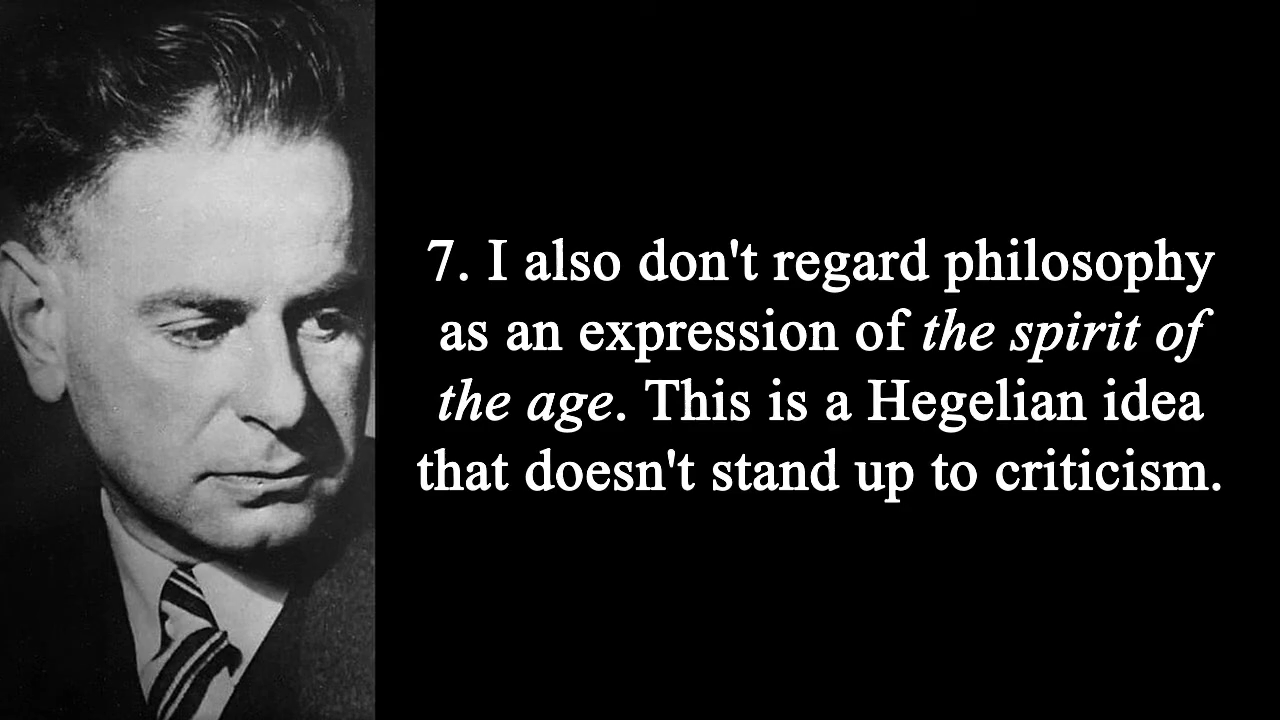 7. I also don't regard philosophy
as an expression of the spirit of
the age. This is a Hegelian idea
that doesn't stand up to criticism.